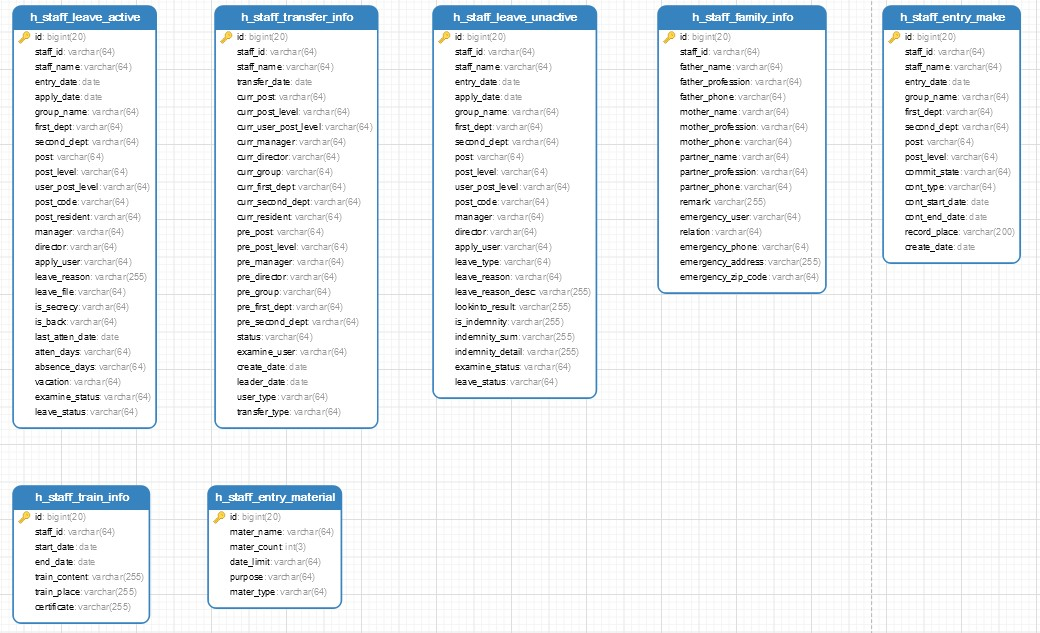 h_staff_leave_active
id: bigint(20)
staff_id: varchar(64)
staff_name: varchar(64)
entry_date: date
apply_date: date
group_name: varchar(64)
first_dept: varchar(64)
second_dept: varchar(64)
post: varchar(64)
post_level: varchar(64)
user_post_level: varchar(64)
post_code: varchar(64)
post_resident: varchar(64)
manager: varchar(64)
director: varchar(64)
apply_user: varchar(64)
leave_reason: varchar(255)
leave_file: varchar(64)
is_secrecy: varchar(64)
is_back: varchar(64)
last_atten_date: date
atten_days: varchar(64)
absence_days: varchar(64)
vacation: varchar(64)
examine_status: varchar(64)
leave_status: varchar(64)
h_staff_transfer_info
id: bigint(20)
staff_id: varchar(64)
staff_name: varchar(64)
transfer_date: date
curr_post: varchar(64)
curr_post_level: varchar(64)
curr_user_post_level: varchar(64)
curr_manager: varchar(64)
curr_director: varchar(64)
curr_group: varchar(64)
curr_first_dept: varchar(64)
curr_second_dept: varchar(64)
curr_resident: varchar(64)
pre_post: varchar(64)
pre_post_level: varchar(64)
pre_manager: varchar(64)
pre_director: varchar(64)
pre_group: varchar(64)
pre_first_dept: varchar(64)
pre_second_dept: varchar(64)
status: varchar(64)
examine_user: varchar(64)
create_date: date
leader_date: date
user_type: varchar(64)
transfer_type: varchar(64)
h_staff_leave_unactive
id: bigint(20)
staff_id: varchar(64)
staff_name: varchar(64)
entry_date: date
apply_date: date
group_name: varchar(64)
first_dept: varchar(64)
second_dept: varchar(64)
post: varchar(64)
post_level: varchar(64)
user_post_level: varchar(64)
post_code: varchar(64)
manager: varchar(64)
director: varchar(64)
apply_user: varchar(64)
leave_type: varchar(64)
leave_reason: varchar(64)
leave_reason_desc: varchar(255)
lookinto_result: varchar(255)
is_indemnity: varchar(255)
indemnity_sum: varchar(255)
indemnity_detail: varchar(255)
examine_status: varchar(64)
leave_status: varchar(64)
h_staff_family_info
id: bigint(20)
staff_id: varchar(64)
father_name: varchar(64)
father_profession: varchar(64)
father_phone: varchar(64)
mother_name: varchar(64)
mother_profession: varchar(64)
mother_phone: varchar(64)
partner_name: varchar(64)
partner_profession: varchar(64)
partner_phone: varchar(64)
remark: varchar(255)
emergency_user: varchar(64)
relation: varchar(64)
emergency_phone: varchar(64)
emergency_address: varchar(255)
emergency_zip_code: varchar(64)
h_staff_entry_make
id: bigint(20)
staff_id: varchar(64)
staff_name: varchar(64)
entry_date: date
group_name: varchar(64)
first_dept: varchar(64)
second_dept: varchar(64)
post: varchar(64)
post_level: varchar(64)
commit_state: varchar(64)
cont_type: varchar(64)
cont_start_date: date
cont_end_date: date
record_place: varchar(200)
create_date: date
h_staff_train_info
id: bigint(20)
staff_id: varchar(64)
start_date: date
end_date: date
train_content: varchar(255)
train_place: varchar(255)
certificate: varchar(255)
h_staff_entry_material
id: bigint(20)
mater_name: varchar(64)
mater_count: int(3)
date_limit: varchar(64)
purpose: varchar(64)
mater_type: varchar(64)